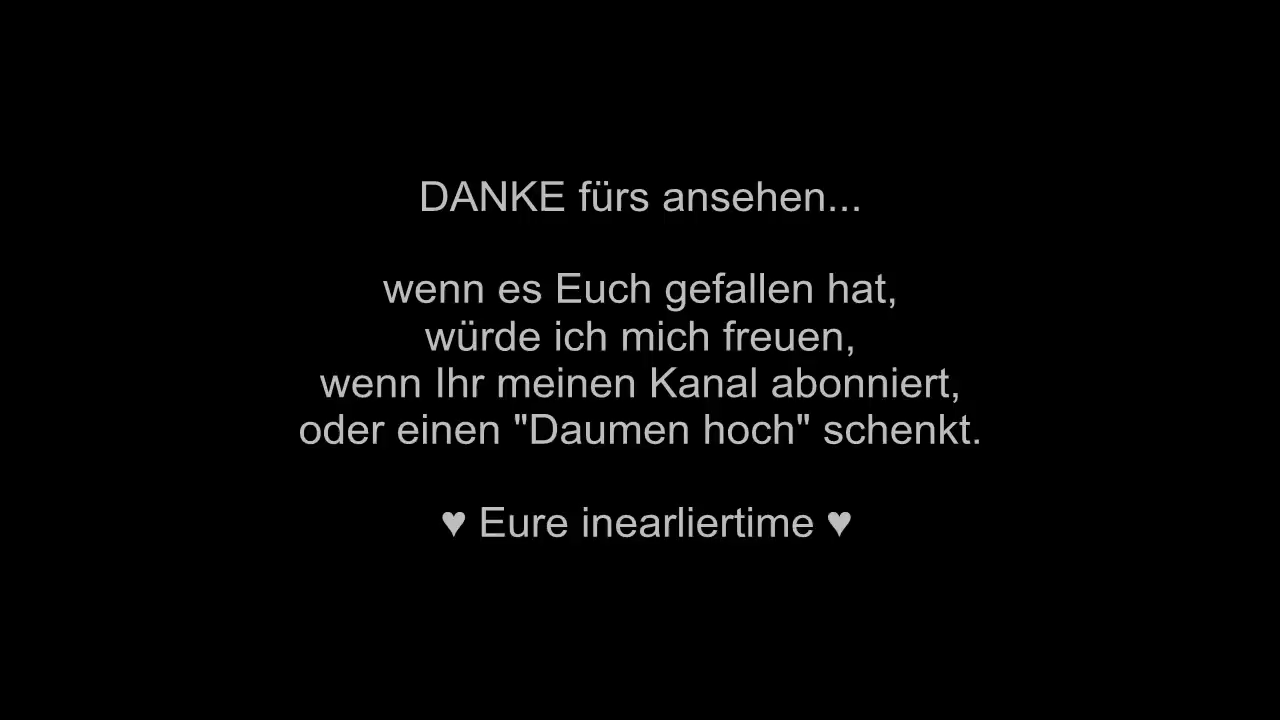 DANKE fürs ansehen...
wenn es Euch gefallen hat,
würde ich mich freuen,
wenn Ihr meinen Kanal abonniert,
oder einen "Daumen hoch" schenkt.
♥ Eure inearliertime ♥